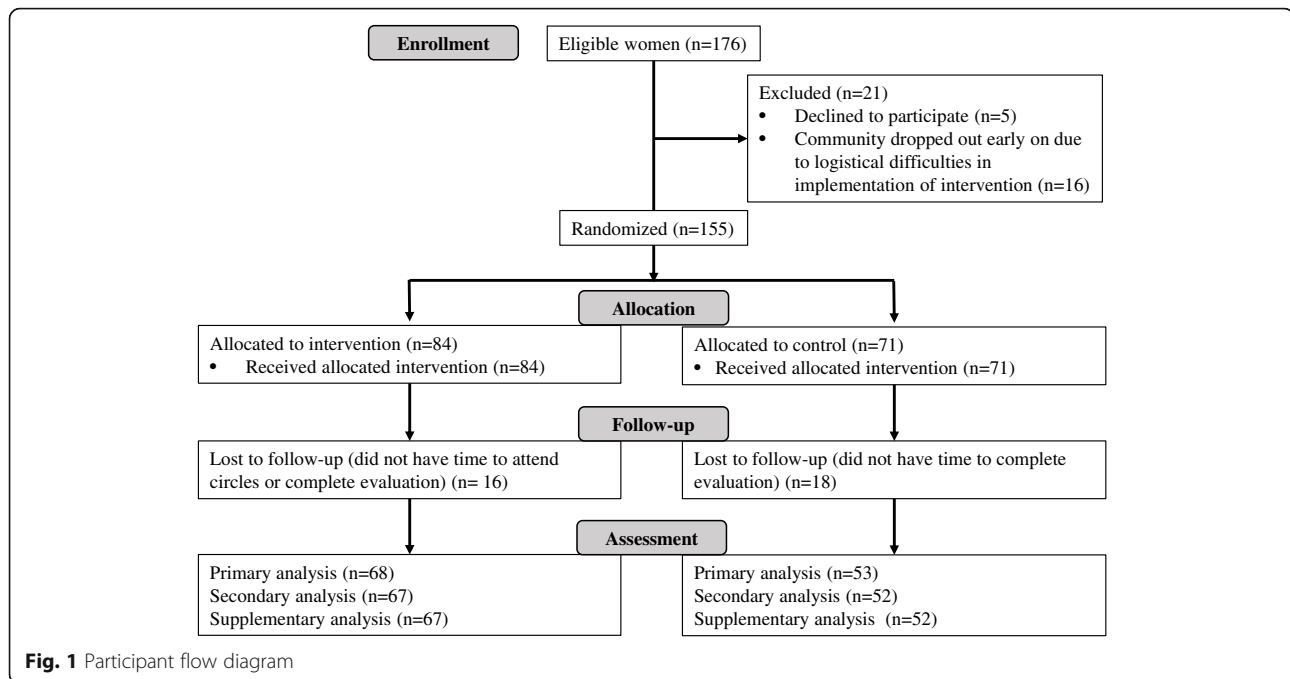 Enrollment
Eligible women (n=176)
Excluded (n=21)
• Declined to participate (n=5)
• Community dropped out early on due
to logistical difficulties in
implementation of intervention (n=16)
Randomized (n=155)
Allocation
Allocated to intervention (n=84)
• Received allocated intervention (n=84)
Allocated to control (n=71)
• Received allocated intervention (n=71)
Follow-up
Lost to follow-up (did not have time to attend
circles or complete evaluation) (n= 16)
Lost to follow-up (did not have time to complete
evaluation) (n=18)
Assessment
Primary analysis (n=68)
Secondary analysis (n=67)
Supplementary analysis (n=67)
Primary analysis (n=53)
Secondary analysis (n=52)
Supplementary analysis (n=52)
Fig. 1 Participant flow diagram